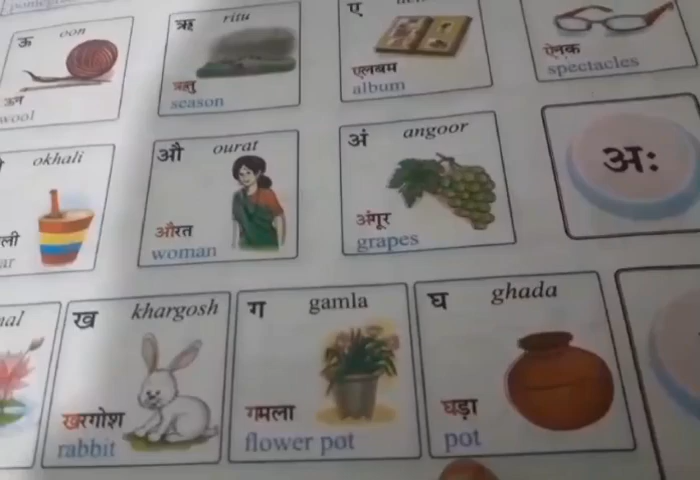 ऊ oon
ऊन
wool
ऋ ritu
ऋतु
season
ए
एलबम
album
ऐनक
spectacles
okhali
औ ourat
औरत
woman
अं angoor
अंगूर
grapes
अः
ख khargosh
खरगोश
rabbit
ग gamla
गमला
flower pot
घ ghada
घड़ा
pot